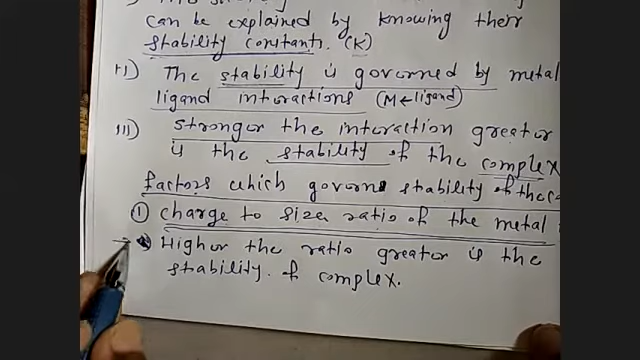 can be explained by knowing their
stability constants. (K)
ii) The stability is governed by metal
ligand interactions (M←ligand)
iii) stronger the interaction greater
is the stability of the complex
factors which govern stability of the
① charge to size ratio of the metal
Higher the ratio greater is the
stability of complex.